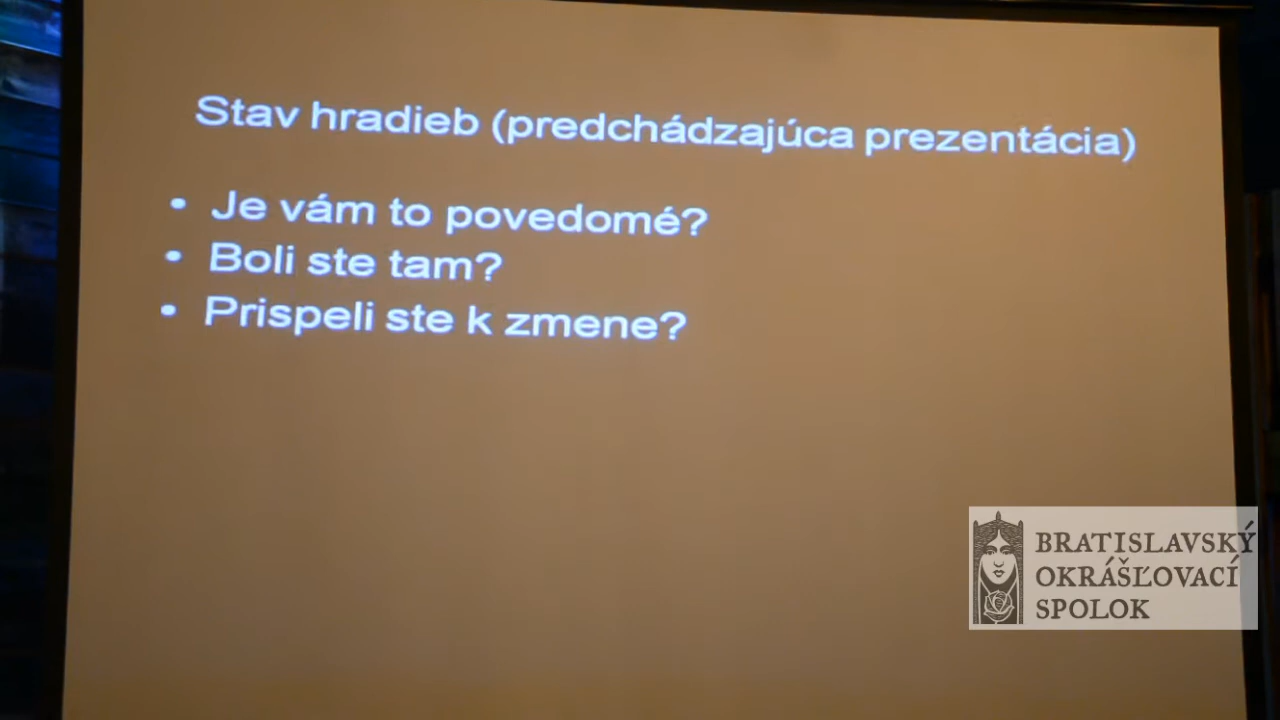 Stav hradieb (predchádzajúca prezentácia)
• Je vám to povedomé?
• Boli ste tam?
• Prispeli ste k zmene?
BRATISLAVSKÝ
OKRÁŠĽOVACÍ
SPOLOK